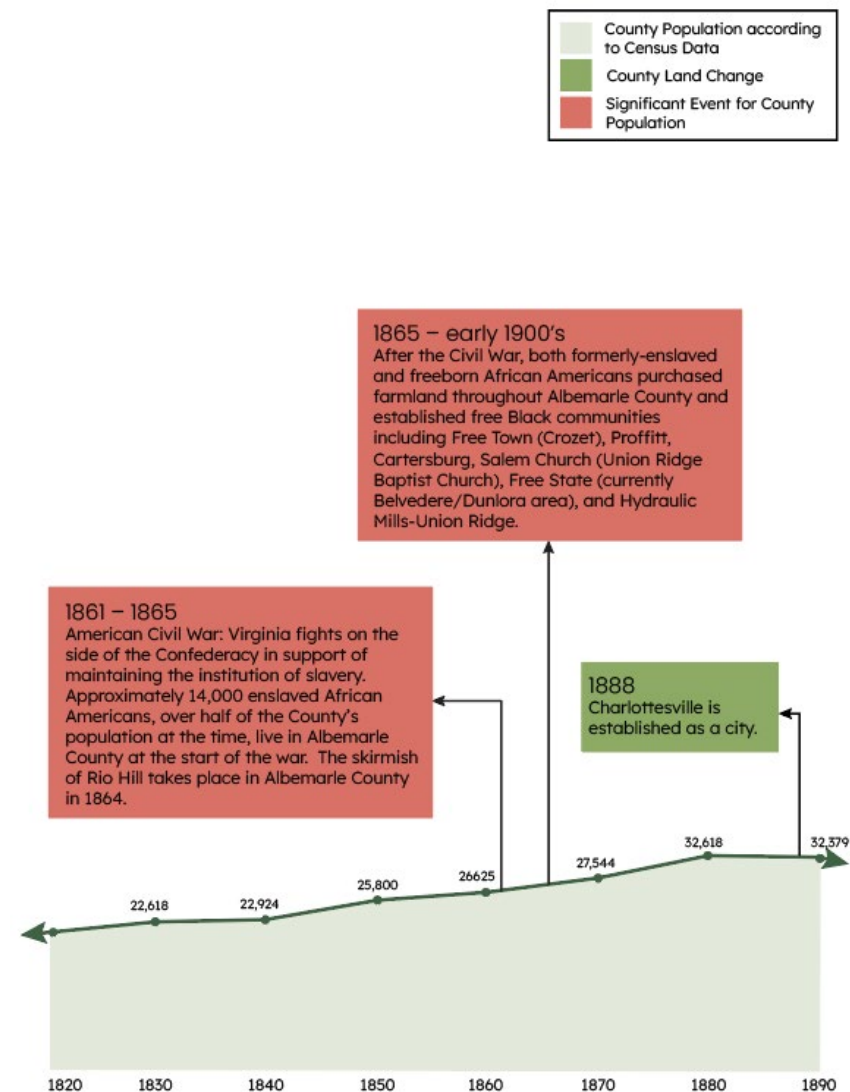 County Population according
to Census Data
County Land Change
Significant Event for County
Population
1865 – early 1900's
After the Civil War, both formerly-enslaved
and freeborn African Americans purchased
farmland throughout Albemarle County and
established free Black communities
including Free Town (Crozet), Proffitt,
Cartersburg, Salem Church (Union Ridge
Baptist Church), Free State (currently
Belvedere/Dunlora area), and Hydraulic
Mills-Union Ridge.
1861 – 1865
American Civil War: Virginia fights on the
side of the Confederacy in support of
maintaining the institution of slavery.
Approximately 14,000 enslaved African
Americans, over half of the County's
population at the time, live in Albemarle
County at the start of the war. The skirmish
of Rio Hill takes place in Albemarle County
in 1864.
1888
Charlottesville is
established as a city.
22,618 22,924 25,800 26625 27,544 32,618 32,379
1820 1830 1840 1850 1860 1870 1880 1890